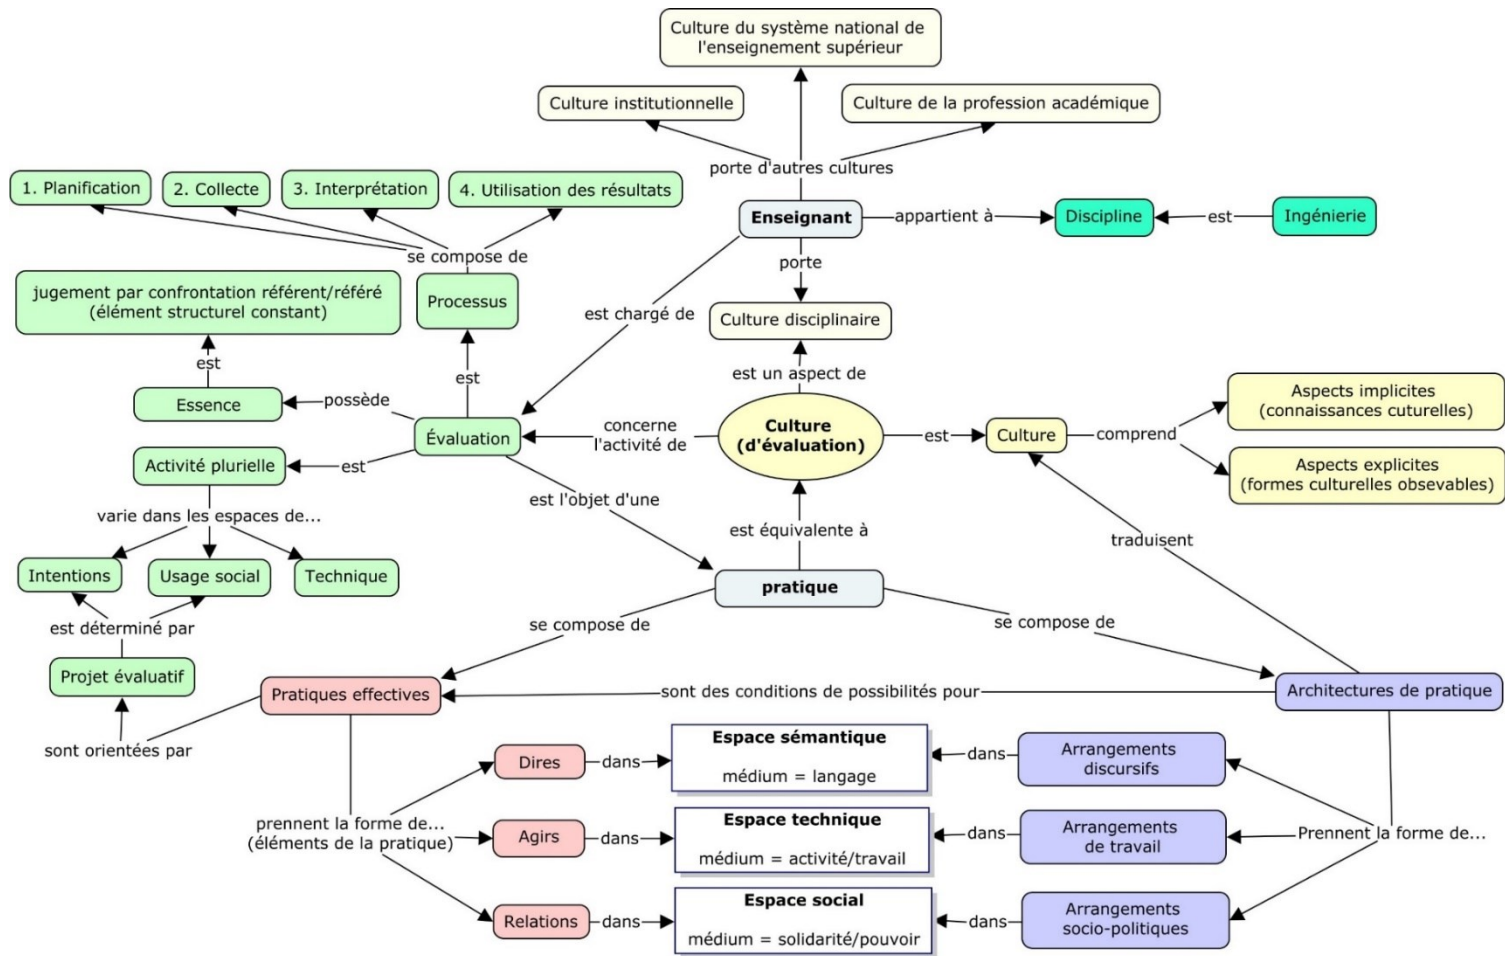 Culture du système national de
l'enseignement supérieur
Culture institutionnelle
Culture de la profession académique
porte d'autres cultures
1. Planification
2. Collecte
3. Interprétation
4. Utilisation des résultats
Enseignant
appartient à
Discipline
est
Ingénierie
se compose de
porte
jugement par confrontation référent/référé
(élément structurel constant)
Processus
est chargé de
Culture disciplinaire
est
est
est un aspect de
Essence
possède
Évaluation
concerne
l'activité de
Culture
(d'évaluation)
est
Culture
comprend
Aspects implicites
(connaissances cuturelles)
Aspects explicites
(formes culturelles obsevables)
Activité plurielle
est
varie dans les espaces de...
est l'objet d'une
est équivalente à
traduisent
Intentions
Usage social
Technique
pratique
est déterminé par
se compose de
se compose de
Projet évaluatif
Pratiques effectives
sont des conditions de possibilités pour
Architectures de pratique
sont orientées par
Dires
dans
Espace sémantique
médium = langage
dans
Arrangements
discursifs
prennent la forme de...
(éléments de la pratique)
Agirs
dans
Espace technique
médium = activité/travail
dans
Arrangements
de travail
Prennent la forme de...
Relations
dans
Espace social
médium = solidarité/pouvoir
dans
Arrangements
socio-politiques